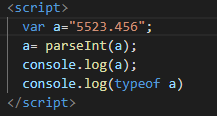 <script>
var a="5523.456";
a= parseInt(a);
console.log(a);
console.log(typeof a)
</script>